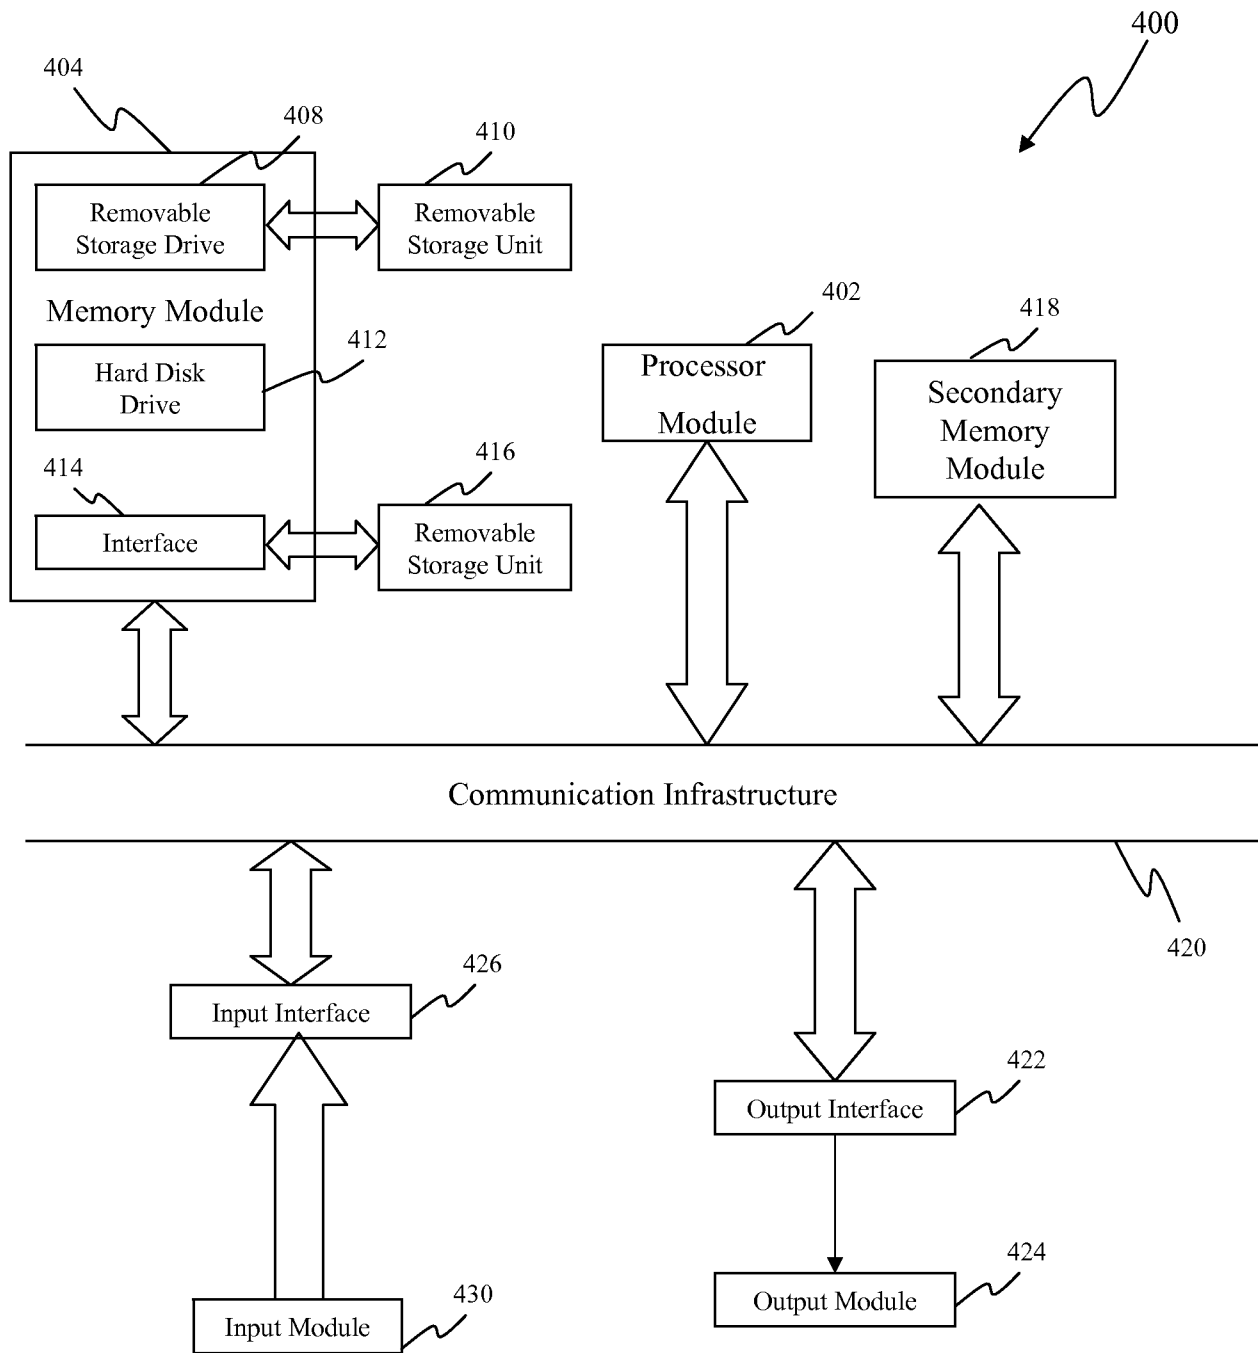 400
404
408
410
Removable
Storage Drive
Removable
Storage Unit
Memory Module
402
418
412
Hard Disk
Drive
Processor
Module
Secondary
Memory
Module
414
416
Interface
Removable
Storage Unit
Communication Infrastructure
420
426
Input Interface
422
Output Interface
424
Output Module
430
Input Module